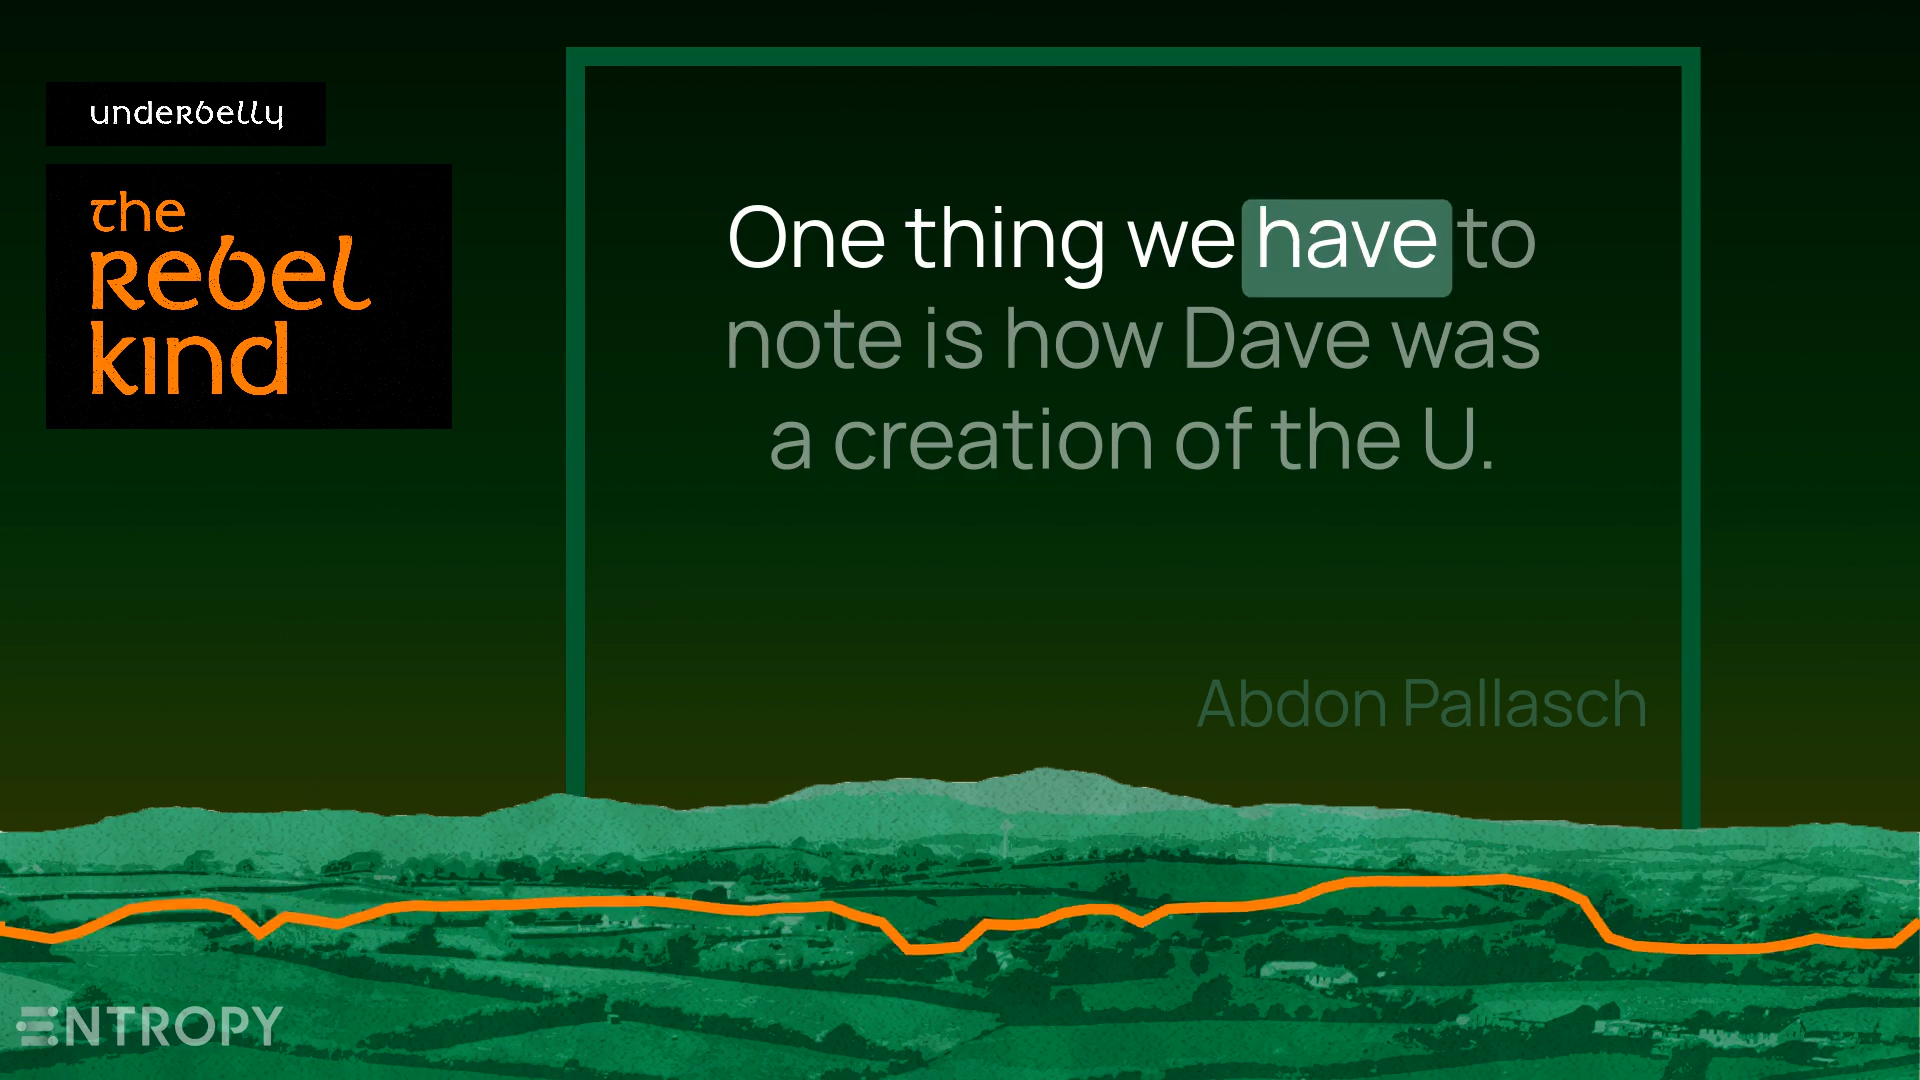 underbelly
the
Rebel
kind
One thing we have to
note is how Dave was
a creation of the U.
Abdon Pallasch
ENTROPY